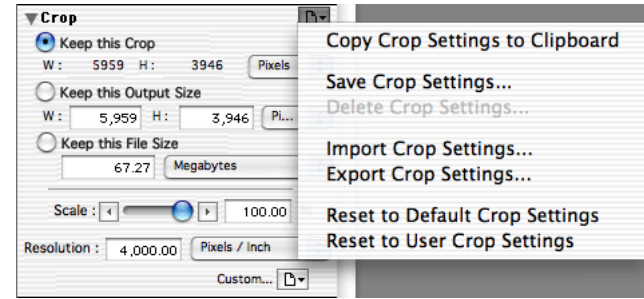 Crop
Keep this Crop
W: 5959 H: 3946 Pixels
Keep this Output Size
W: 5,959 H: 3,946 Pi...
Keep this File Size
67.27 Megabytes
Scale: 100.00
Resolution: 4,000.00 Pixels / Inch
Custom...
Copy Crop Settings to Clipboard
Save Crop Settings...
Delete Crop Settings...
Import Crop Settings...
Export Crop Settings...
Reset to Default Crop Settings
Reset to User Crop Settings